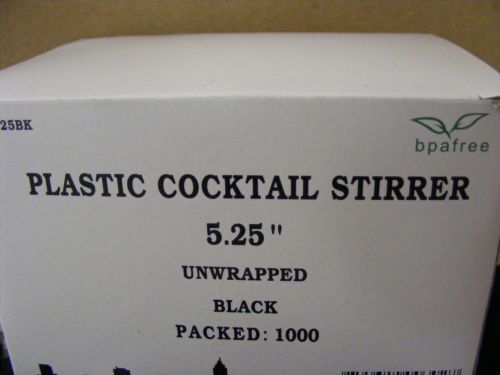 25BK
bpafree
PLASTIC COCKTAIL STIRRER
5.25"
UNWRAPPED
BLACK
PACKED: 1000